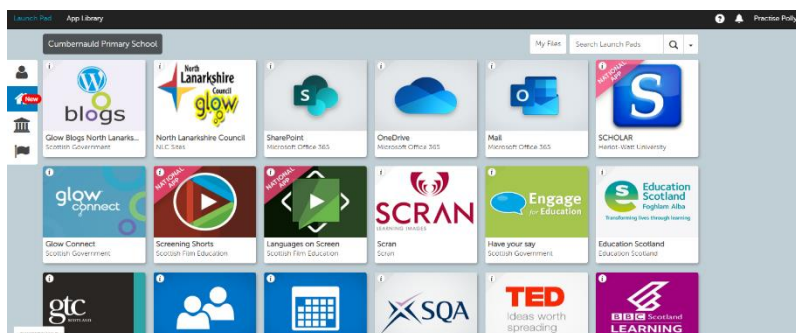 Launch Pad App Library
Practise Polly
Cumbernauld Primary School
My Files Search Launch Pads
New
blogs
North
Lanarkshire
Council
glow
NATIONAL APP
Glow Blogs North Lanarks...
Scottish Government
North Lanarkshire Council
NLC Sites
SharePoint
Microsoft Office 365
OneDrive
Microsoft Office 365
Mail
Microsoft Office 365
SCHOLAR
Heriot-Watt University
glow
connect
NATIONAL APP
NATIONAL APP
SCRAN
LEARNING IMAGES
Engage
for Education
Education
Scotland
Foghlam Alba
Transforming lives through learning
Glow Connect
Scottish Government
Screening Shorts
Scottish Film Education
Languages on Screen
Scottish Film Education
Scran
Scran
Have your say
Scottish Government
Education Scotland
Education Scotland
gtc
SCOTLAND
SQA
TED
Ideas worth
spreading
BBC Scotland
LEARNING